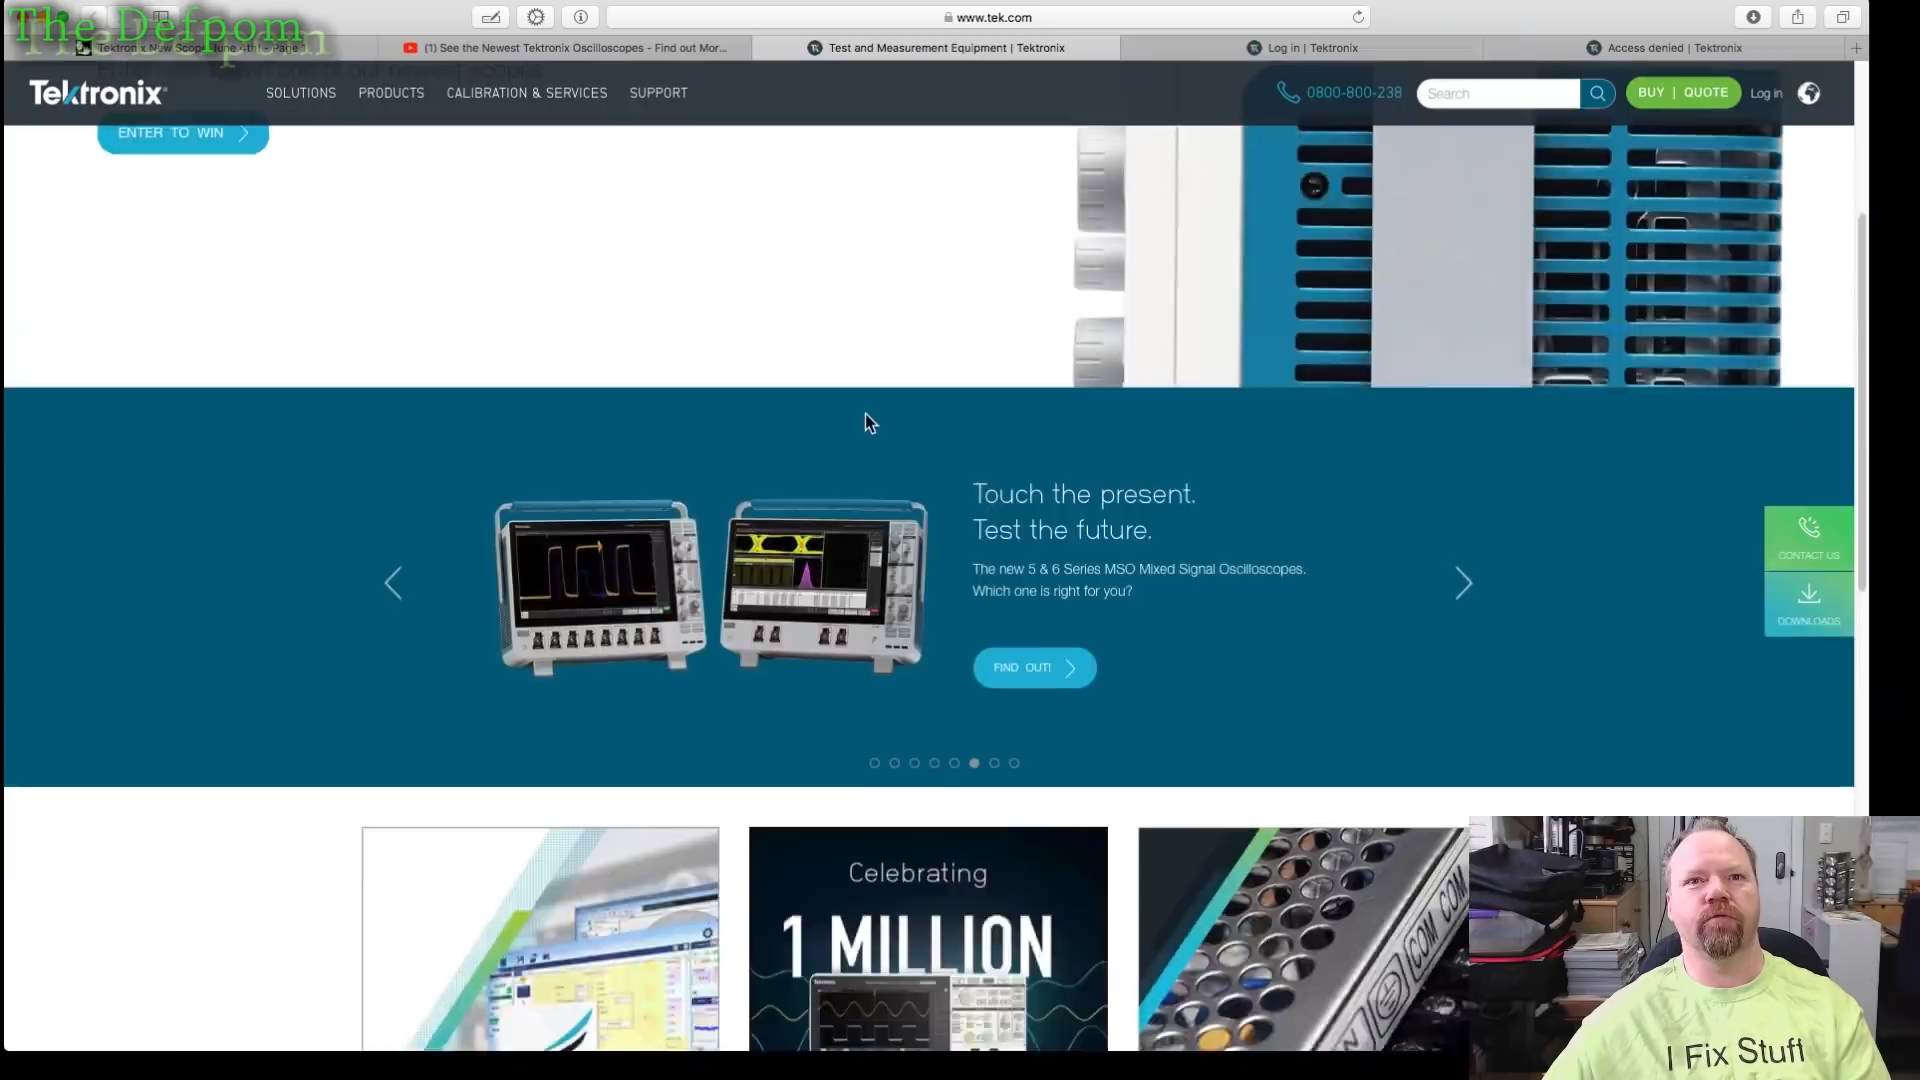 The Defpom
www.tek.com
Tektronix New Scope June 4th! - Page 1
(1) See the Newest Tektronix Oscilloscopes - Find out Mor...
Test and Measurement Equipment | Tektronix
Log in | Tektronix
Access denied | Tektronix
Tektronix
SOLUTIONS
PRODUCTS
CALIBRATION & SERVICES
SUPPORT
0800-800-238
Search
BUY | QUOTE
Log in
ENTER TO WIN
Touch the present.
Test the future.
The new 5 & 6 Series MSO Mixed Signal Oscilloscopes.
Which one is right for you?
FIND OUT!
CONTACT US
DOWNLOADS
Celebrating
1 MILLION
COM COM
I Fix Stuff